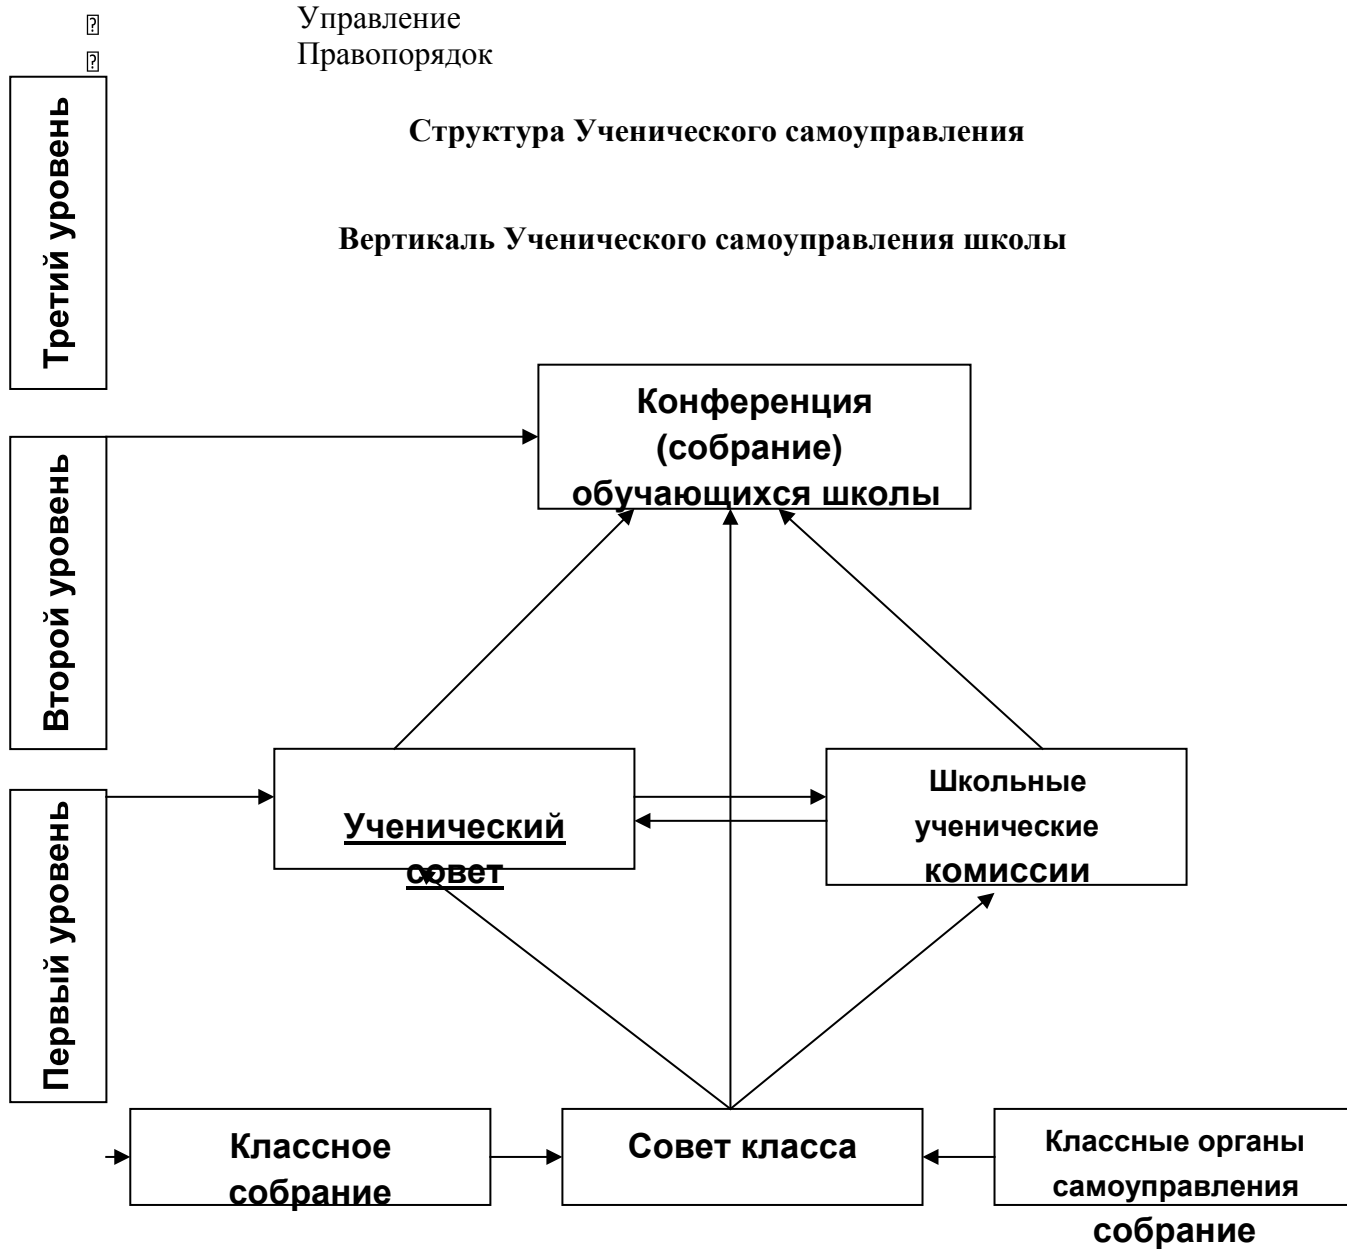 Управление
Правопорядок
Третий уровень
Структура Ученического самоуправления
Вертикаль Ученического самоуправления школы
Конференция
(собрание)
обучающихся школы
Второй уровень
Ученический
совет
Школьные
ученические
комиссии
Первый уровень
Классное
собрание
Совет класса
Классные органы
самоуправления
собрание